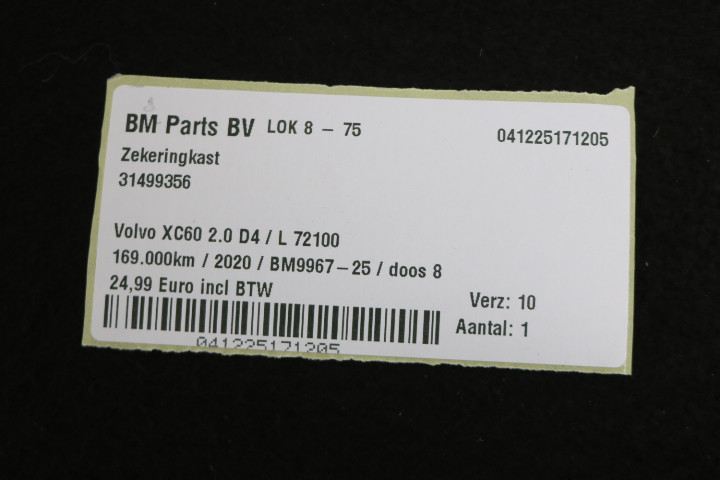 BM Parts BV LOK 8 - 75 041225171205
Zekeringkast
31499356
Volvo XC60 2.0 D4 / L 72100
169.000km / 2020 / BM9967-25 / doos 8
24,99 Euro incl BTW
Verz: 10
Aantal: 1
041225171205